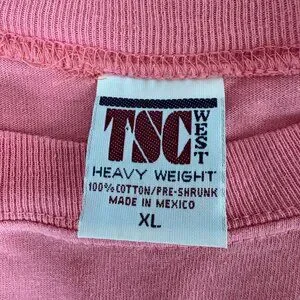 TSC WEST
HEAVY WEIGHT
100% COTTON/PRE-SHRUNK
MADE IN MEXICO
XL